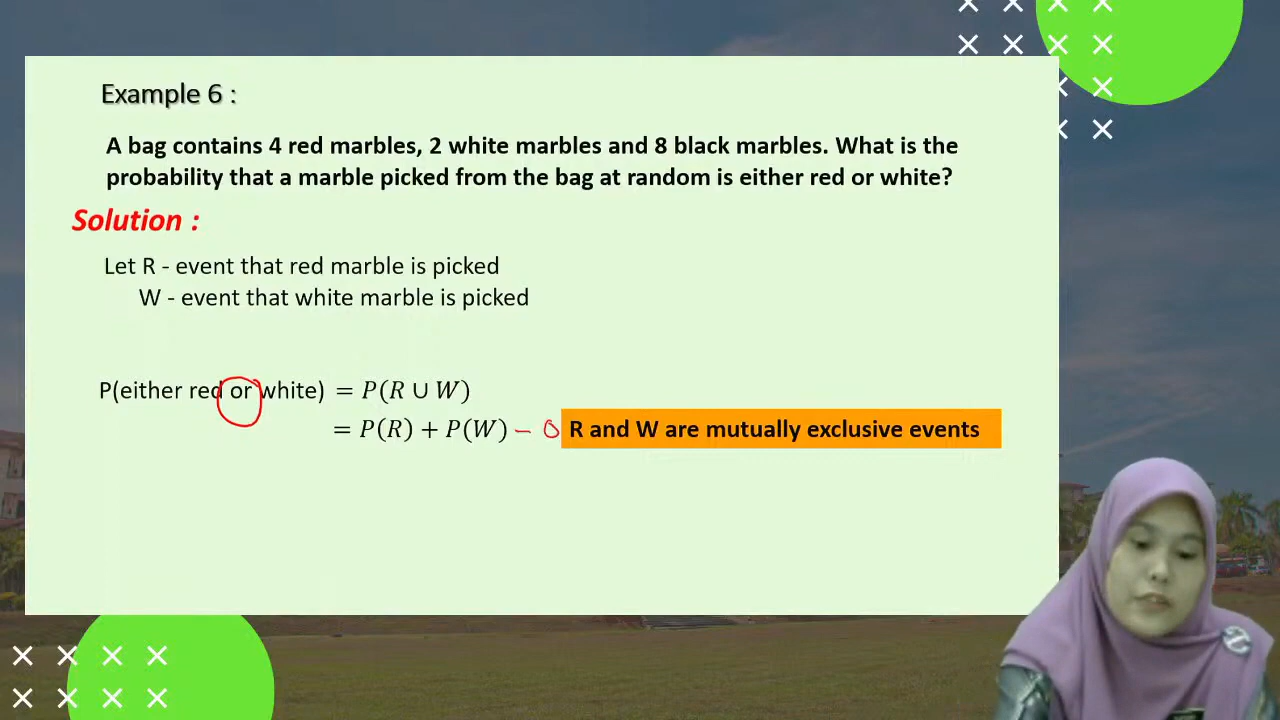 Example 6 :
A bag contains 4 red marbles, 2 white marbles and 8 black marbles. What is the
probability that a marble picked from the bag at random is either red or white?
Solution :
Let R - event that red marble is picked
W - event that white marble is picked
P(either red or white) = P(R ∪ W)
= P(R) + P(W) - 0 R and W are mutually exclusive events